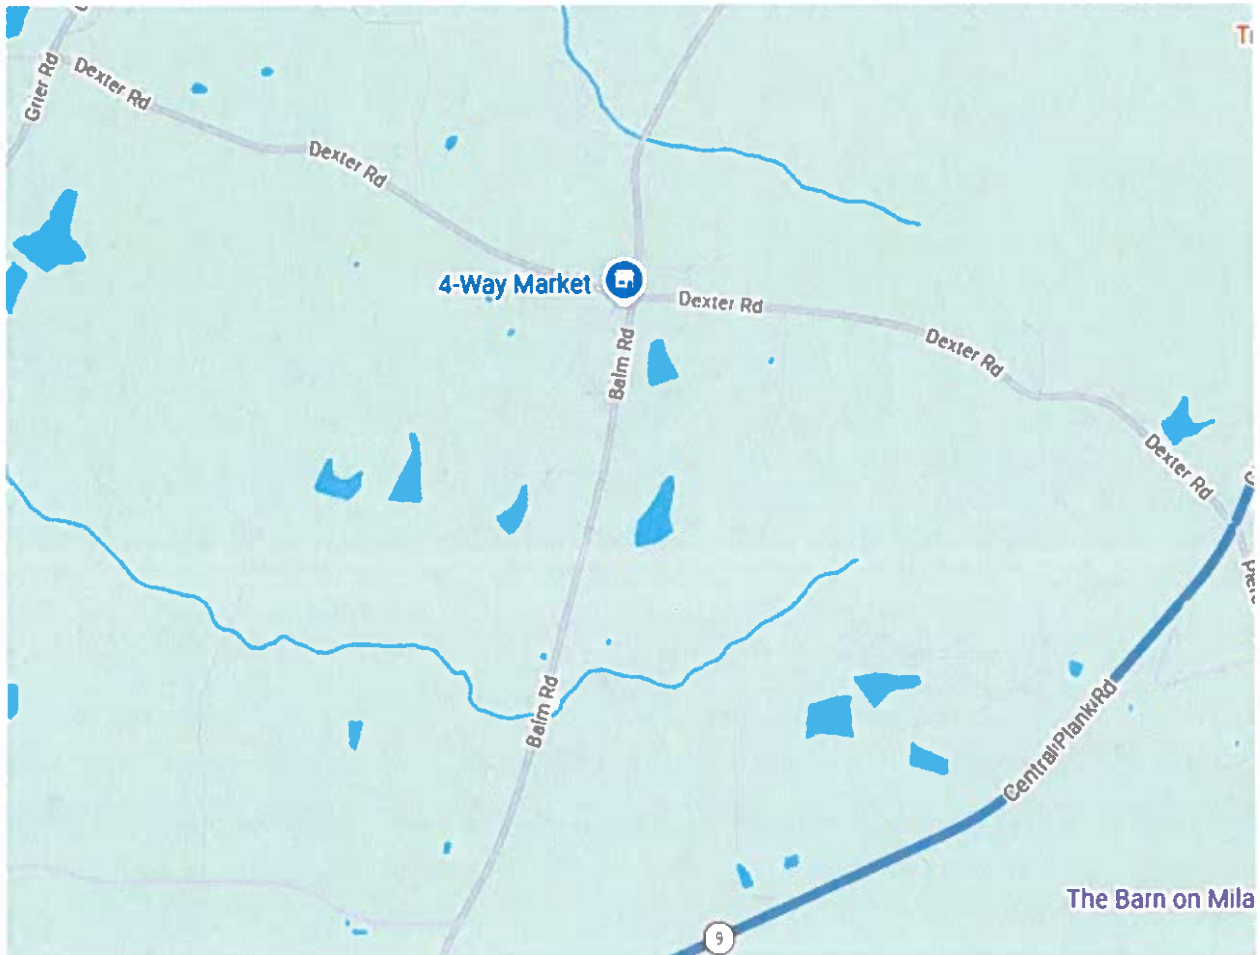 Grier Rd
Dexter Rd
Dexter Rd
4-Way Market
Dexter Rd
Balm Rd
Dexter Rd
Dexter Rd
Balm Rd
Central Plank Rd
The Barn on Mila
9